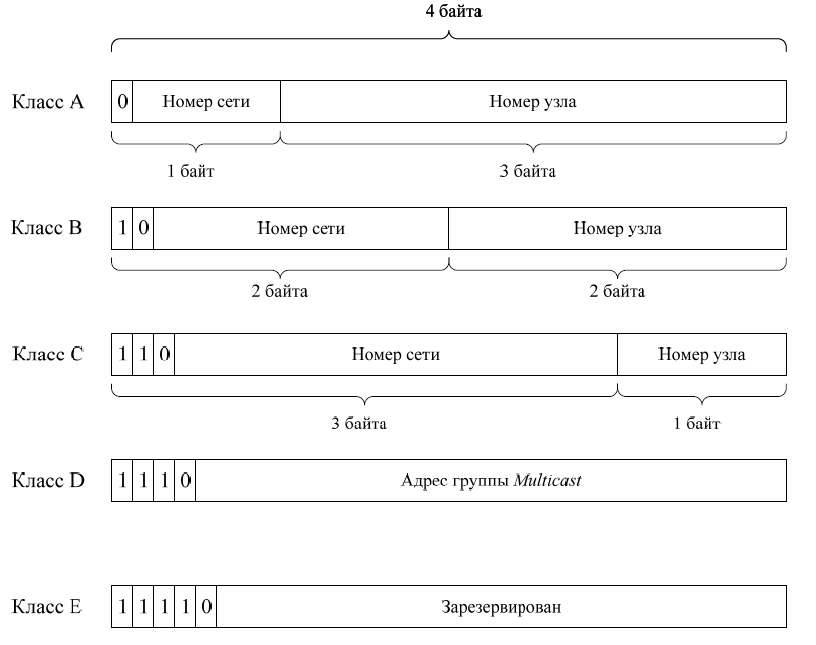 4 байта
Класс A 0 Номер сети Номер узла
1 байт 3 байта
Класс B 1 0 Номер сети Номер узла
2 байта 2 байта
Класс C 1 1 0 Номер сети Номер узла
3 байта 1 байт
Класс D 1 1 1 0 Адрес группы Multicast
Класс E 1 1 1 1 0 Зарезервирован